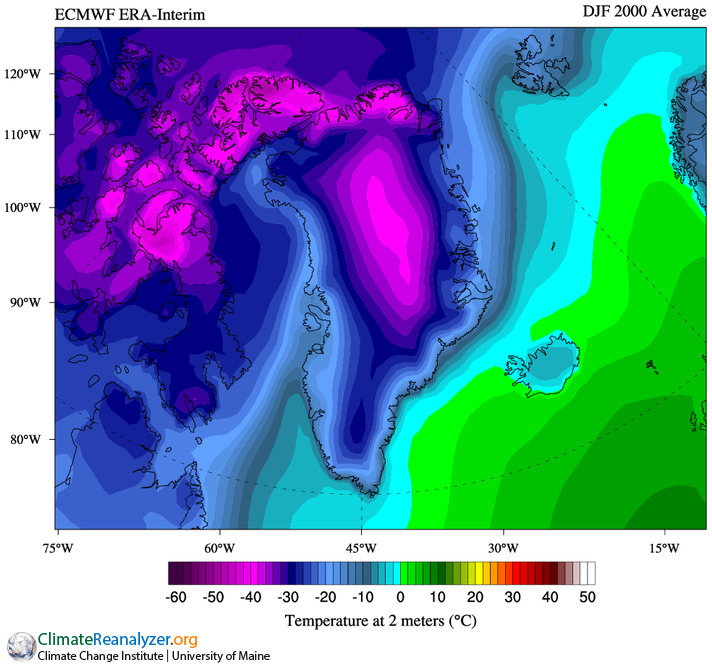 ECMWF ERA-Interim
DJF 2000 Average
120°W
110°W
100°W
90°W
80°W
75°W 60°W 45°W 30°W 15°W
-60 -50 -40 -30 -20 -10 0 10 20 30 40 50
Temperature at 2 meters (°C)
ClimateReanalyzer.org
Climate Change Institute | University of Maine